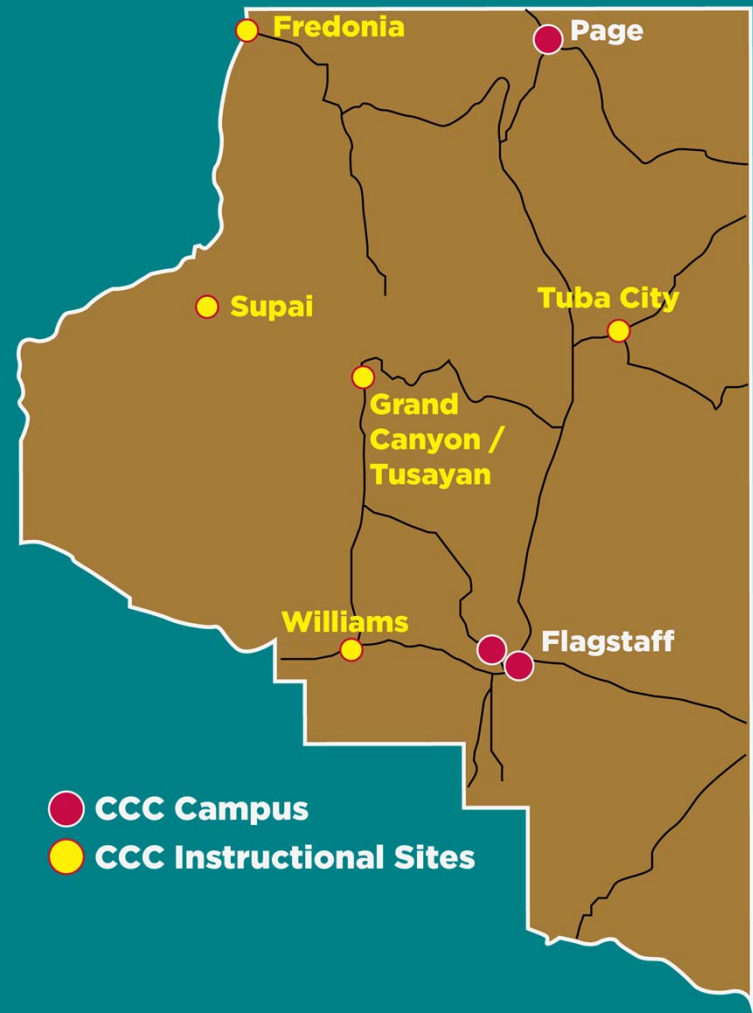 Fredonia
Page
Supai
Tuba City
Grand
Canyon /
Tusayan
Williams
Flagstaff
CCC Campus
CCC Instructional Sites